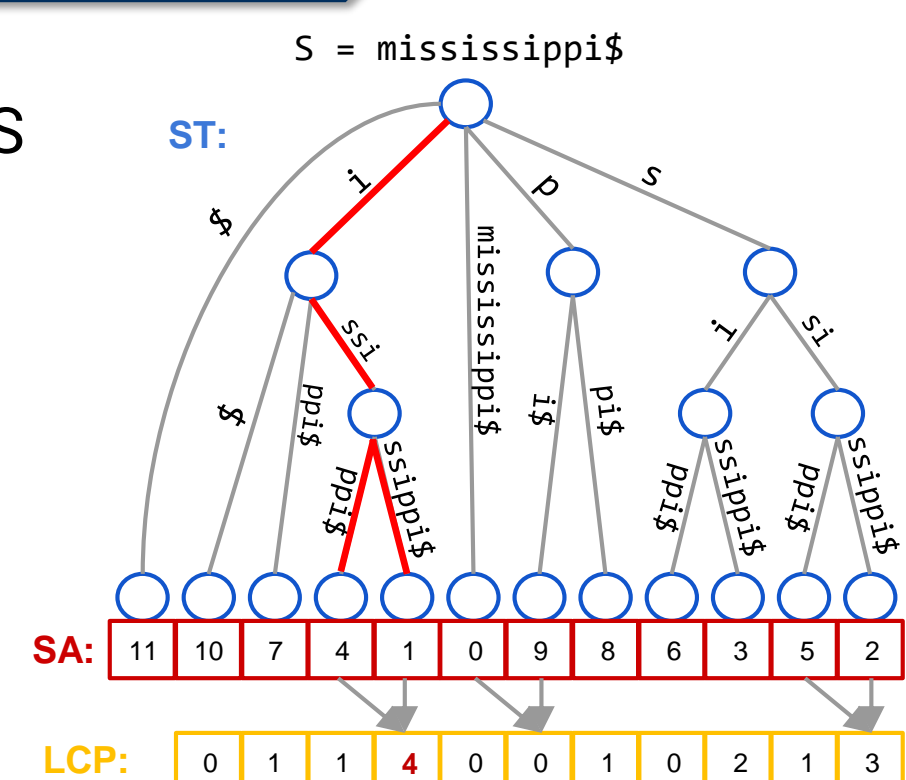 S = mississippi$
S
ST:
i
p
s
$
mississippi$
ssi
i
si
$
ppi$
i$
pi$
ppi$
ssippi$
ppi$
ssippi$
ppi$
ssippi$
SA: 11 10 7 4 1 0 9 8 6 3 5 2
LCP: 0 1 1 4 0 0 1 0 2 1 3